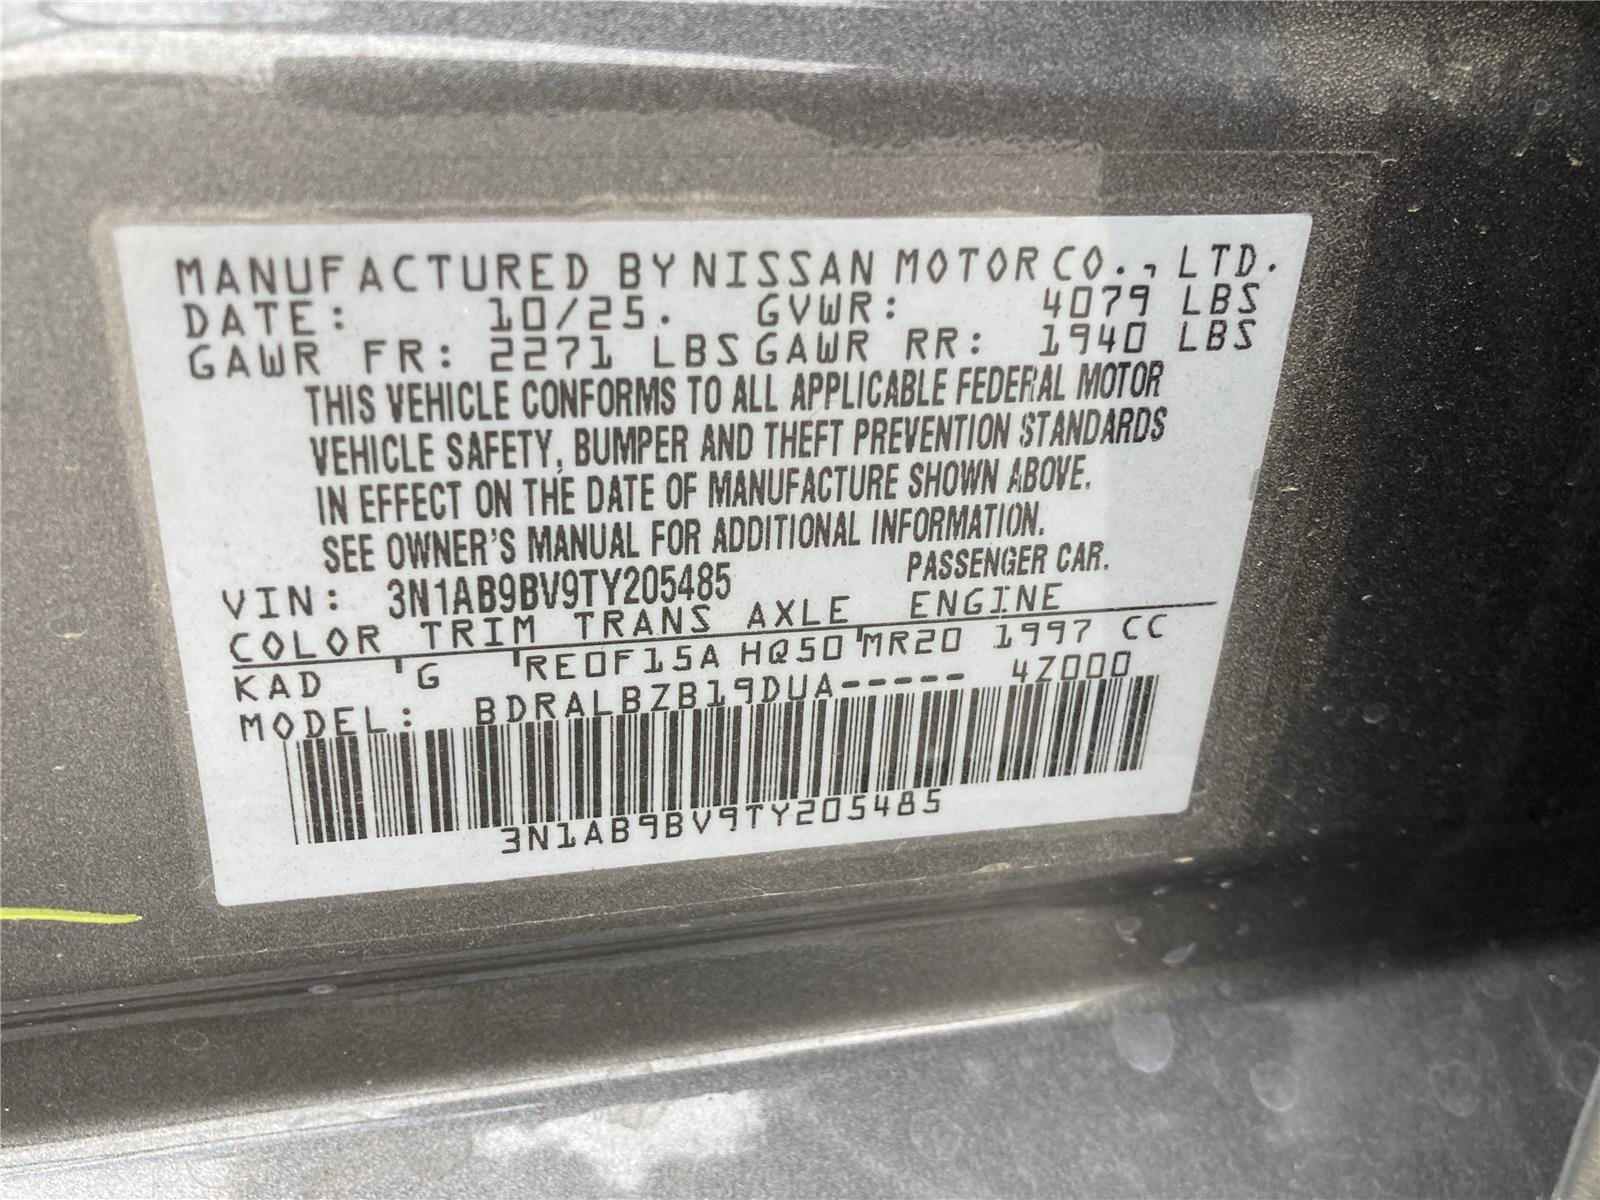 MANUFACTURED BY NISSAN MOTOR CO., LTD.
DATE: 10/25. GVWR: 4079 LBS
GAWR FR: 2271 LBS GAWR RR: 1940 LBS
THIS VEHICLE CONFORMS TO ALL APPLICABLE FEDERAL MOTOR
VEHICLE SAFETY, BUMPER AND THEFT PREVENTION STANDARDS
IN EFFECT ON THE DATE OF MANUFACTURE SHOWN ABOVE.
SEE OWNER'S MANUAL FOR ADDITIONAL INFORMATION.
VIN: 3N1AB9BV9TY205485 PASSENGER CAR.
COLOR TRIM TRANS AXLE ENGINE
KAD 'G 'RE0F15A HQ50'MR20 1997 CC
MODEL: BDRALBZB19DUA----- 4Z000
3N1AB9BV9TY205485